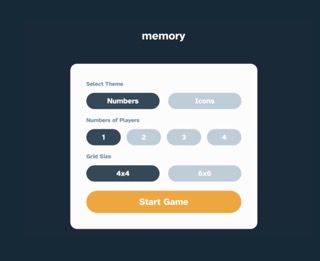 memory
Select Theme
Numbers Icons
Numbers of Players
1 2 3 4
Grid Size
4x4 6x6
Start Game